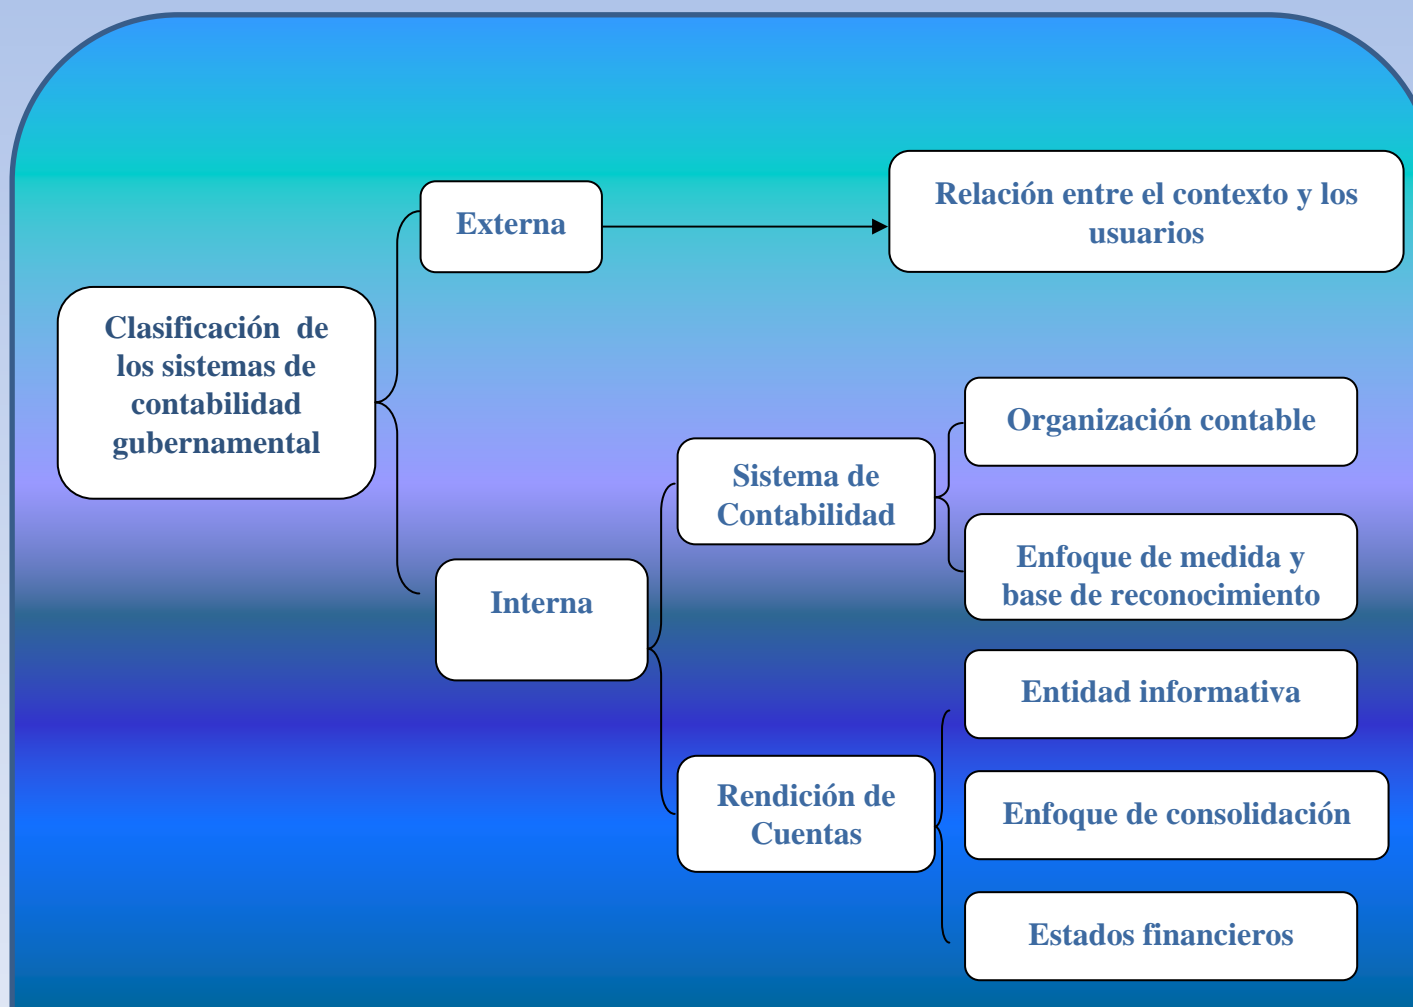 Externa
Relación entre el contexto y los
usuarios
Clasificación de
los sistemas de
contabilidad
gubernamental
Organización contable
Sistema de
Contabilidad
Enfoque de medida y
base de reconocimiento
Interna
Entidad informativa
Rendición de
Cuentas
Enfoque de consolidación
Estados financieros